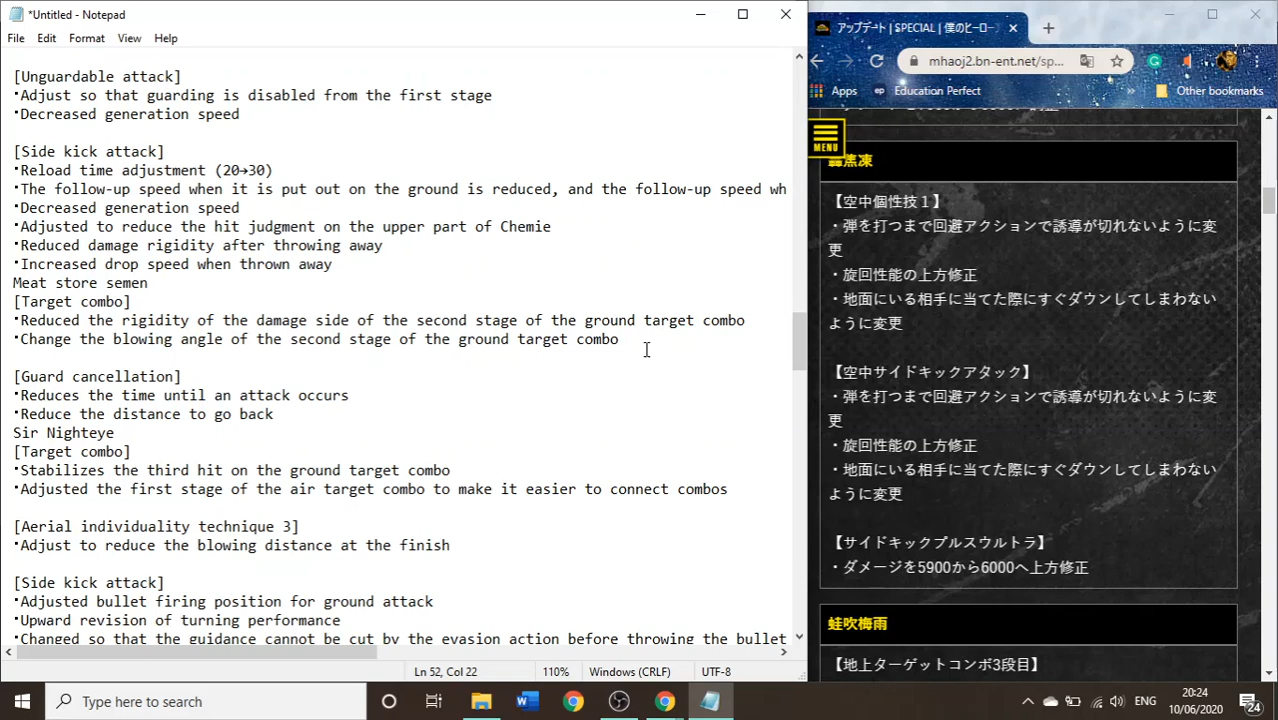 *Untitled - Notepad
File Edit Format View Help
[Unguardable attack]
・Adjust so that guarding is disabled from the first stage
・Decreased generation speed
[Side kick attack]
・Reload time adjustment (20→30)
・The follow-up speed when it is put out on the ground is reduced, and the follow-up speed wh
・Decreased generation speed
・Adjusted to reduce the hit judgment on the upper part of Chemie
・Reduced damage rigidity after throwing away
・Increased drop speed when thrown away
Meat store semen
[Target combo]
・Reduced the rigidity of the damage side of the second stage of the ground target combo
・Change the blowing angle of the second stage of the ground target combo
[Guard cancellation]
・Reduces the time until an attack occurs
・Reduce the distance to go back
Sir Nighteye
[Target combo]
・Stabilizes the third hit on the ground target combo
・Adjusted the first stage of the air target combo to make it easier to connect combos
[Aerial individuality technique 3]
・Adjust to reduce the blowing distance at the finish
[Side kick attack]
・Adjusted bullet firing position for ground attack
・Upward revision of turning performance
・Changed so that the guidance cannot be cut by the evasion action before throwing the bullet
Ln 52, Col 22 110% Windows (CRLF) UTF-8
アップデート | SPECIAL | 僕のヒーロー
mhaoj2.bn-ent.net/sp...
Apps ep Education Perfect » Other bookmarks
MENU
轟焦凍
【空中個性技１】
・弾を打つまで回避アクションで誘導が切れないように変
更
・旋回性能の上方修正
・地面にいる相手に当てた際にすぐダウンしてしまわない
ように変更
【空中サイドキックアタック】
・弾を打つまで回避アクションで誘導が切れないように変
更
・旋回性能の上方修正
・地面にいる相手に当てた際にすぐダウンしてしまわない
ように変更
【サイドキックプルスウルトラ】
・ダメージを5900から6000へ上方修正
蛙吹梅雨
【地上ターゲットコンボ3段目】
Type here to search
ENG
20:24
10/06/2020
24